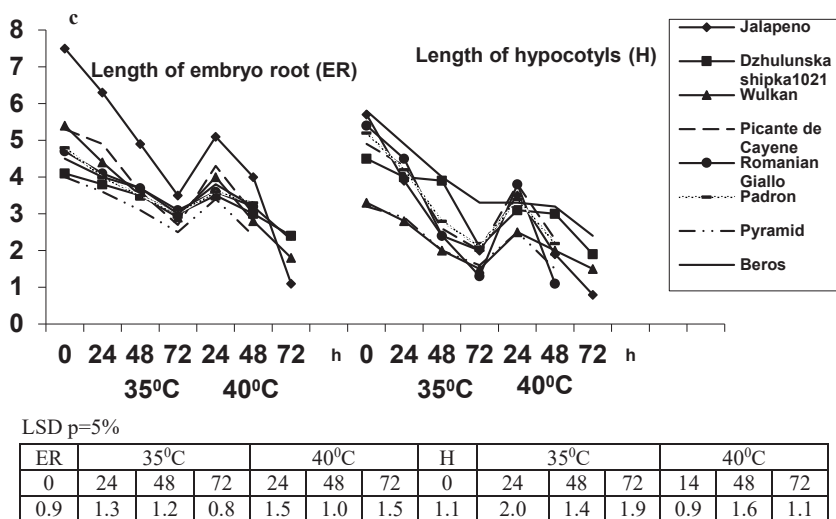 c
8
7
6
5
4
3
2
1
0
Length of embryo root (ER)
Length of hypocotyls (H)
Jalapeno
Dzhulunska
shipka1021
Wulkan
Picante de
Cayene
Romanian
Giallo
Padron
Pyramid
Beros
0 24 48 72 24 48 72 h 0 24 48 72 24 48 72 h
35⁰C 40⁰C 35⁰C 40⁰C
LSD p=5%
ER 35⁰C 40⁰C H 35⁰C 40⁰C
0 24 48 72 24 48 72 0 24 48 72 14 48 72
0.9 1.3 1.2 0.8 1.5 1.0 1.5 1.1 2.0 1.4 1.9 0.9 1.6 1.1